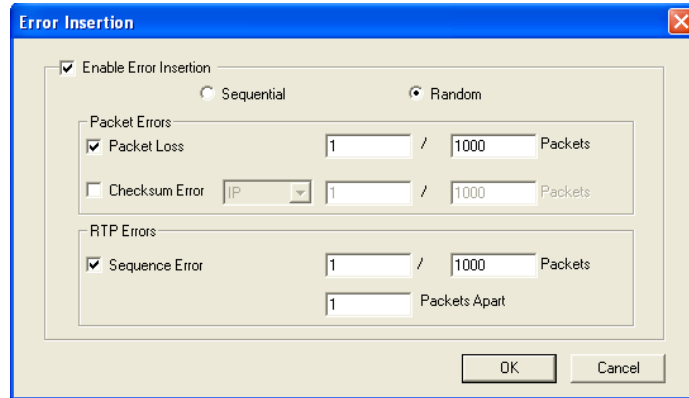 Error Insertion
Enable Error Insertion
Sequential Random
Packet Errors
Packet Loss 1 / 1000 Packets
Checksum Error IP 1 / 1000 Packets
RTP Errors
Sequence Error 1 / 1000 Packets
1 Packets Apart
OK Cancel